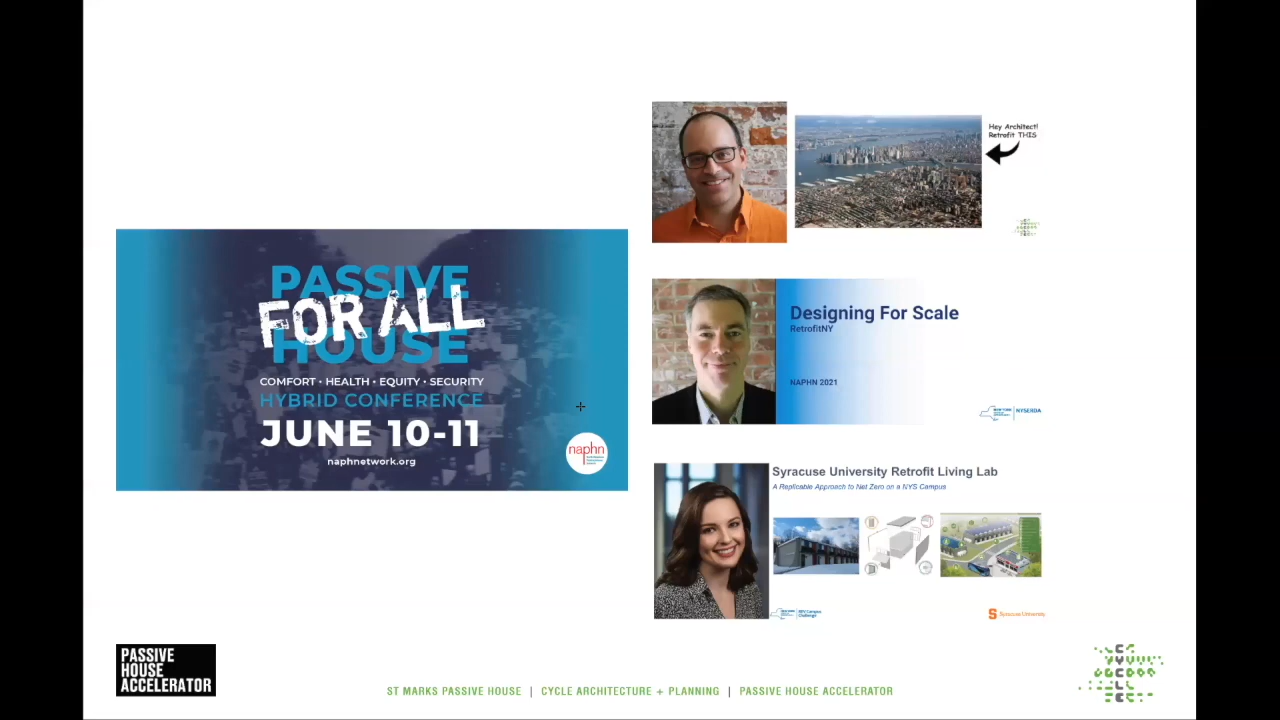 PASSIVE
FOR ALL
HOUSE
COMFORT • HEALTH • EQUITY • SECURITY
HYBRID CONFERENCE
JUNE 10-11
naphnetwork.org
naphn
Hey Architect!
Retrofit THIS
Designing For Scale
RetrofitNY
NAPHN 2021
NYSERDA
Syracuse University Retrofit Living Lab
A Replicable Approach to Net Zero on a NYS Campus
Syracuse University
PASSIVE
HOUSE
ACCELERATOR
ST MARKS PASSIVE HOUSE | CYCLE ARCHITECTURE + PLANNING | PASSIVE HOUSE ACCELERATOR
CYCLE